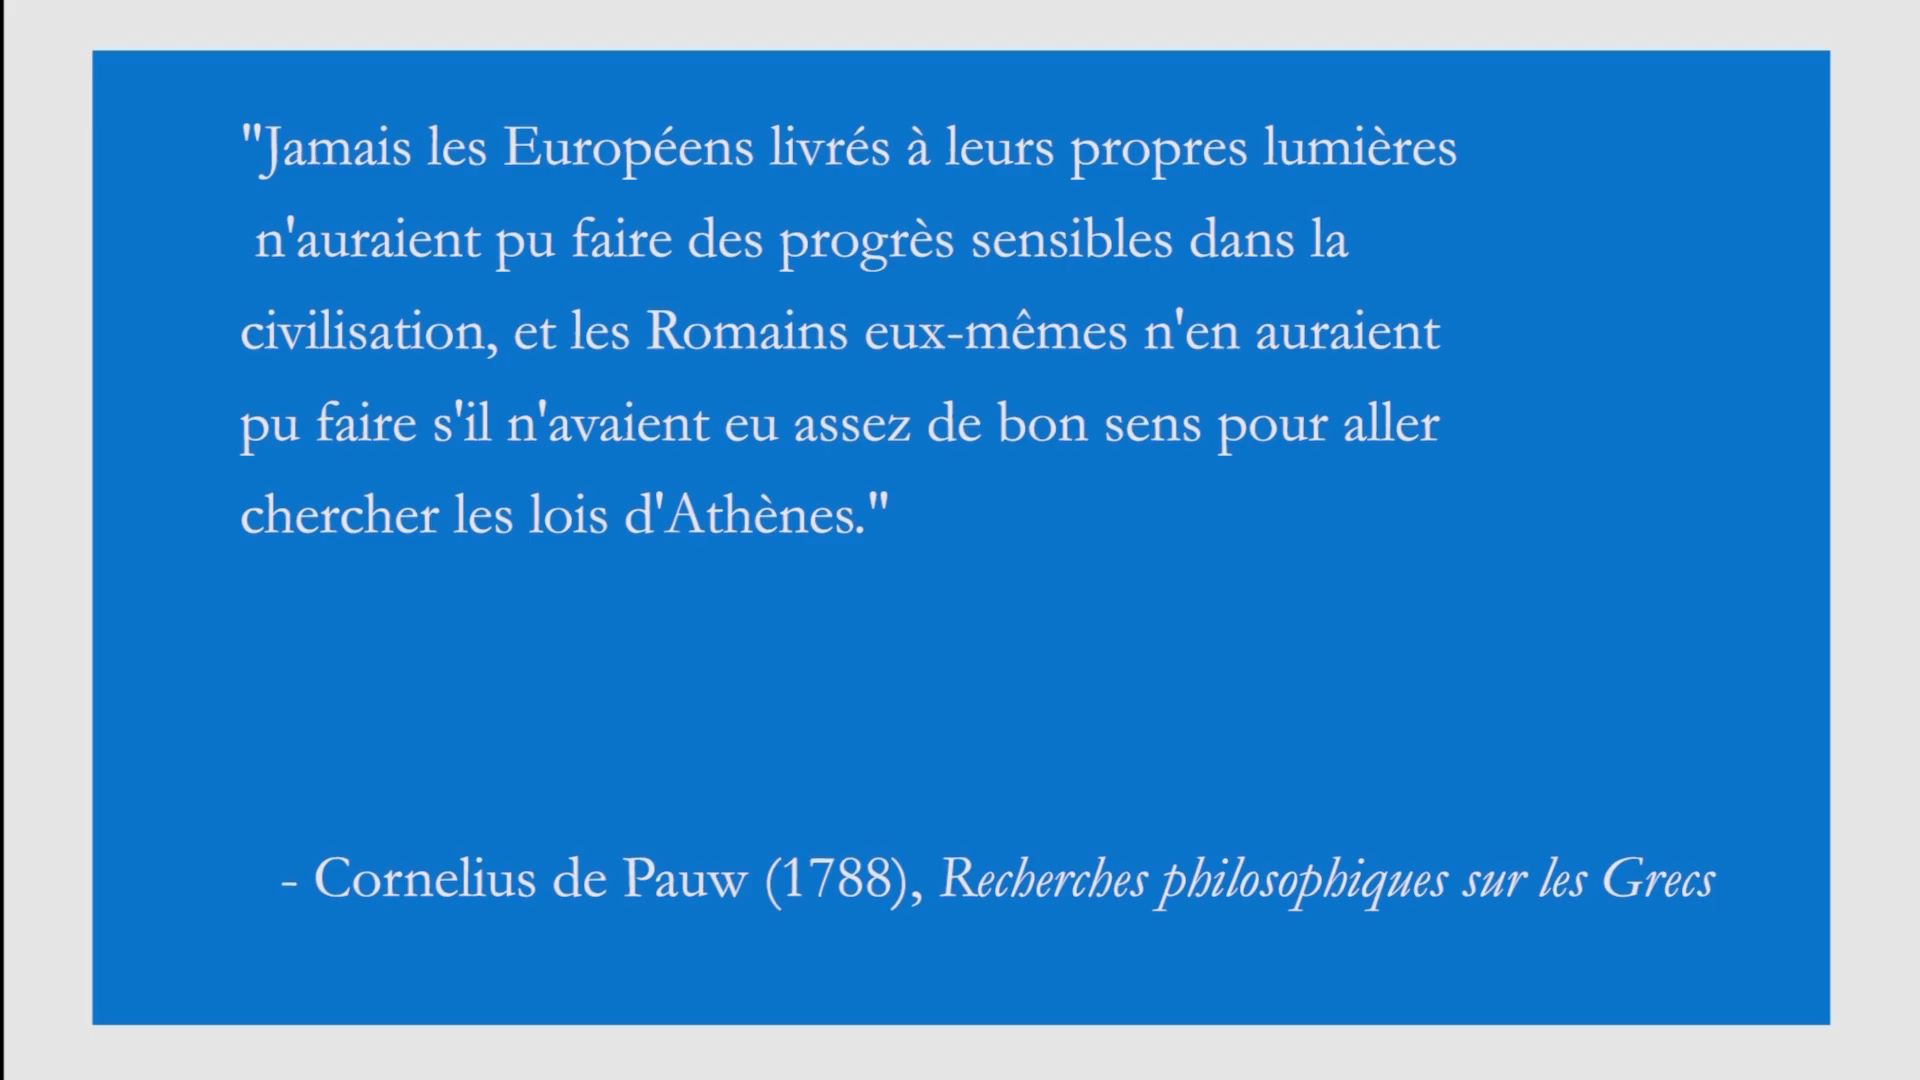 "Jamais les Européens livrés à leurs propres lumières
n'auraient pu faire des progrès sensibles dans la
civilisation, et les Romains eux-mêmes n'en auraient
pu faire s'il n'avaient eu assez de bon sens pour aller
chercher les lois d'Athènes."
- Cornelius de Pauw (1788), Recherches philosophiques sur les Grecs